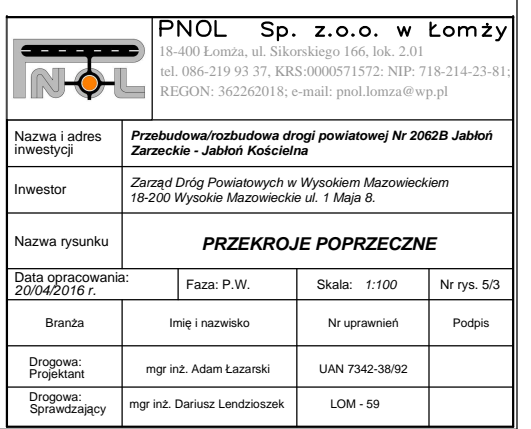 PNOL
PNOL Sp. z.o.o. w Łomży
18-400 Łomża, ul. Sikorskiego 166, lok. 2.01
tel. 086-219 93 37, KRS:0000571572: NIP: 718-214-23-81;
REGON: 362262018; e-mail: pnol.lomza@wp.pl
Nazwa i adres
inwestycji
Przebudowa/rozbudowa drogi powiatowej Nr 2062B Jabłoń
Zarzeckie - Jabłoń Kościelna
Inwestor
Zarząd Dróg Powiatowych w Wysokiem Mazowieckiem
18-200 Wysokie Mazowieckie ul. 1 Maja 8.
Nazwa rysunku
PRZEKROJE POPRZECZNE
Data opracowania:
20/04/2016 r.
Faza: P.W.
Skala: 1:100
Nr rys. 5/3
Branża
Imię i nazwisko
Nr uprawnień
Podpis
Drogowa:
Projektant
mgr inż. Adam Łazarski
UAN 7342-38/92
Drogowa:
Sprawdzający
mgr inż. Dariusz Lendzioszek
LOM - 59